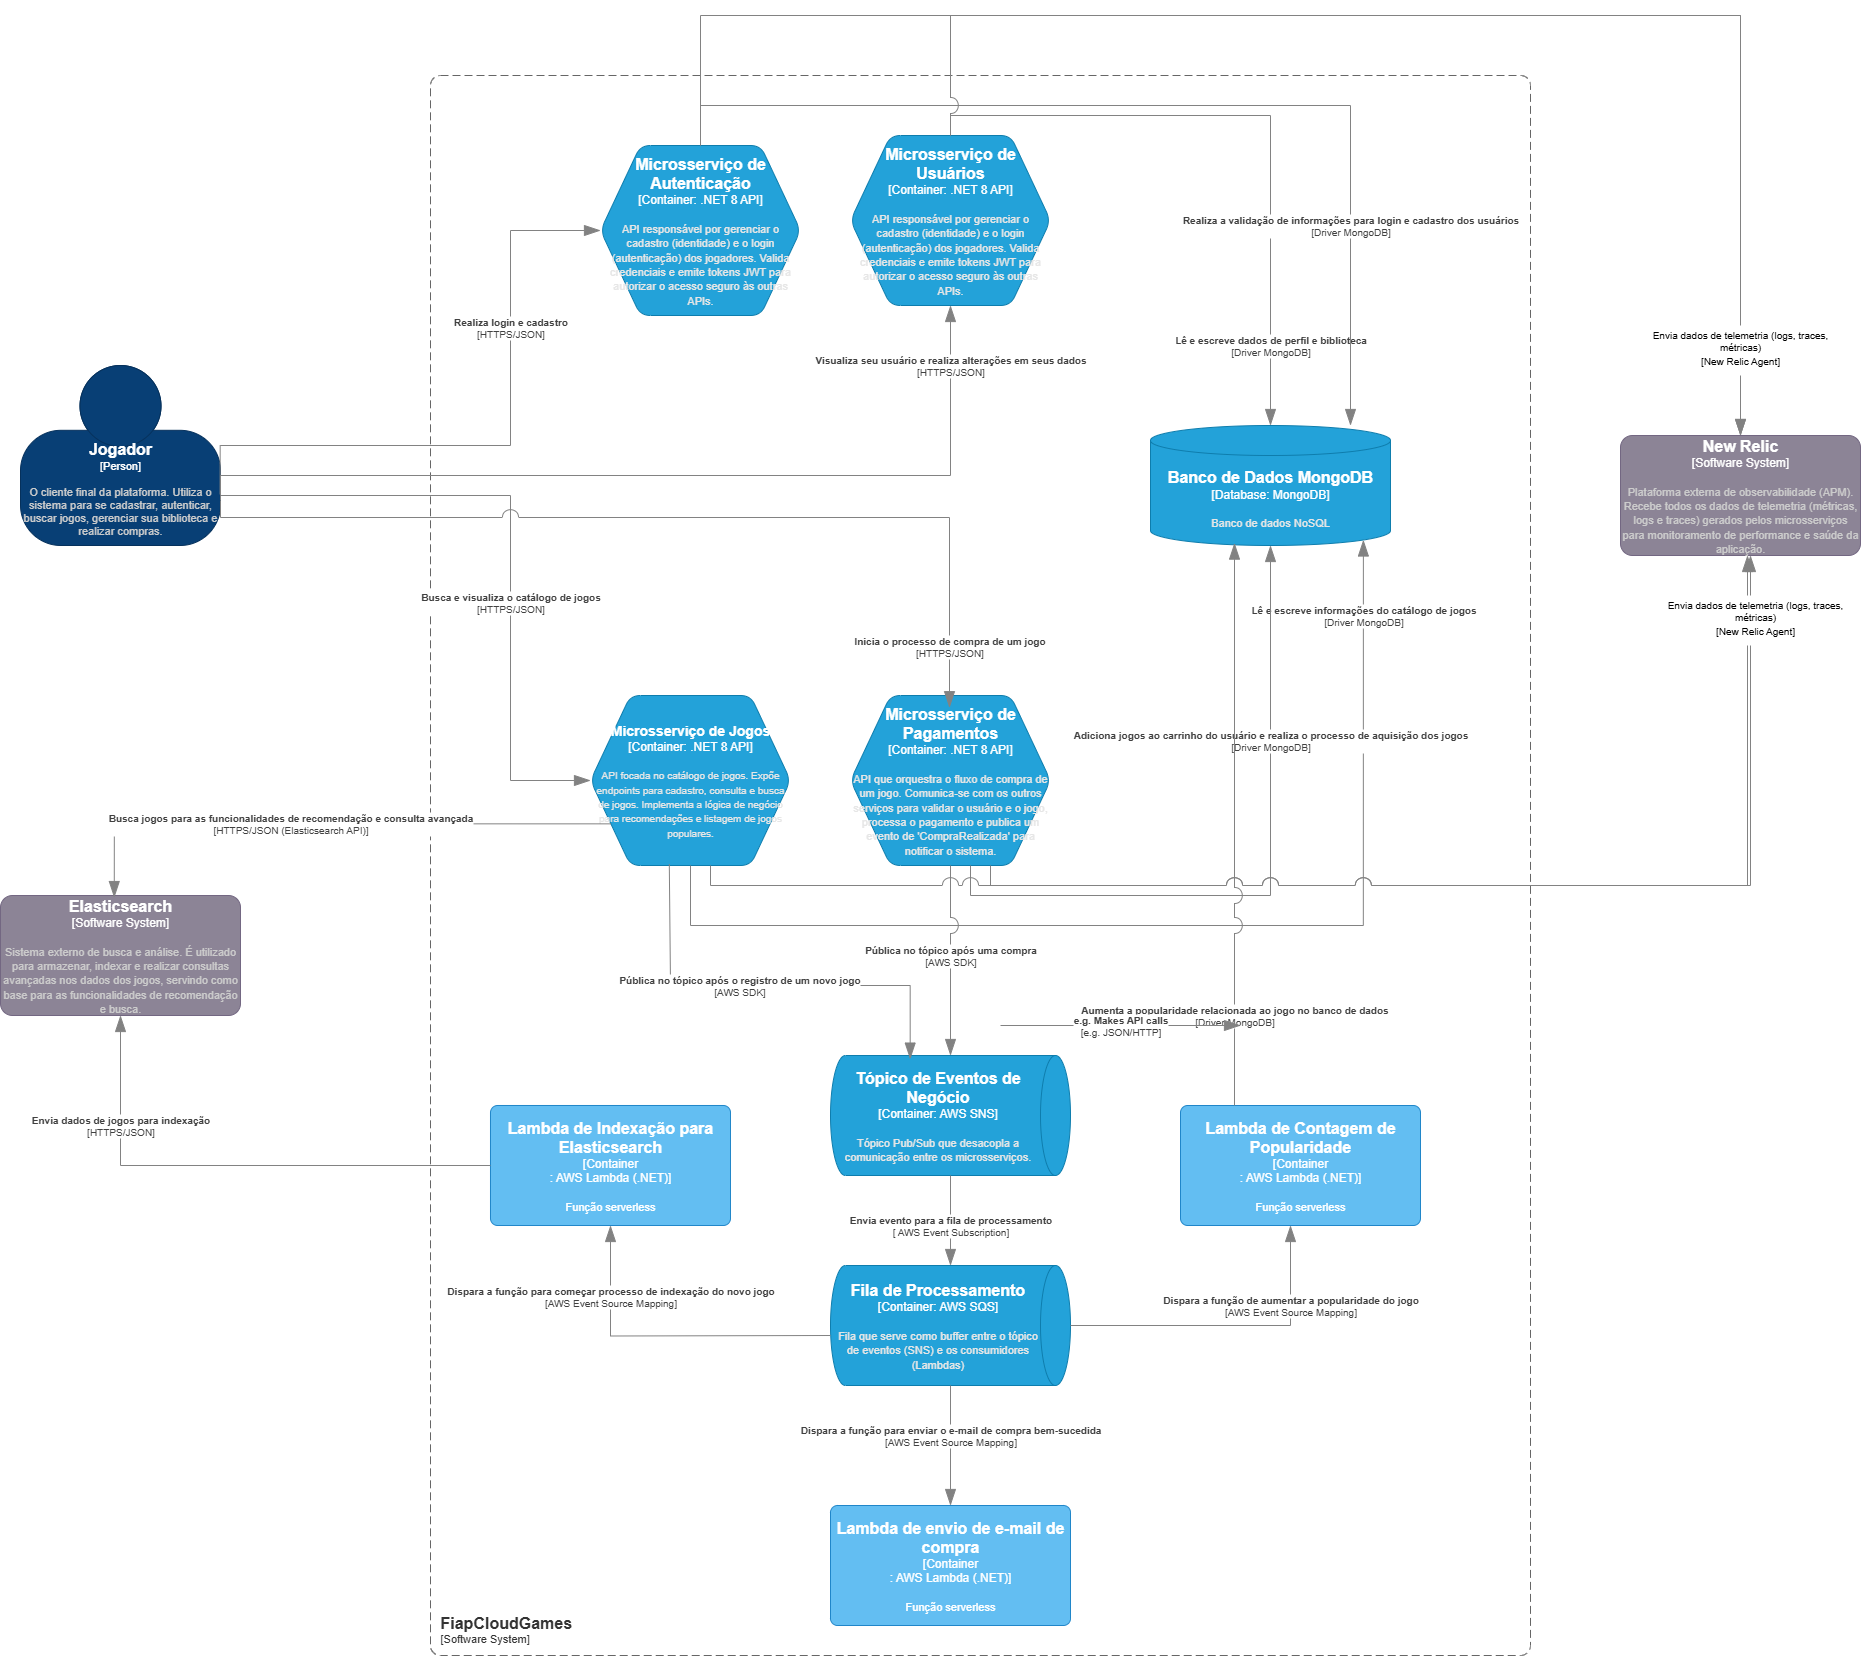 Microsserviço de
Autenticação
[Container: .NET 8 API]
API responsável por gerenciar o
cadastro (identidade) e o login
(autenticação) dos jogadores. Valida
credenciais e emite tokens JWT para
autorizar o acesso seguro às outras
APIs.
Microsserviço de
Usuários
[Container: .NET 8 API]
API responsável por gerenciar o
cadastro (identidade) e o login
(autenticação) dos jogadores. Valida
credenciais e emite tokens JWT para
autorizar o acesso seguro às outras
APIs.
Realiza a validação de informações para login e cadastro dos usuários
[Driver MongoDB]
Realiza login e cadastro
[HTTPS/JSON]
Visualiza seu usuário e realiza alterações em seus dados
[HTTPS/JSON]
Lê e escreve dados de perfil e biblioteca
[Driver MongoDB]
Envia dados de telemetria (logs, traces,
métricas)
[New Relic Agent]
Jogador
[Person]
O cliente final da plataforma. Utiliza o
sistema para se cadastrar, autenticar,
buscar jogos, gerenciar sua biblioteca e
realizar compras.
Banco de Dados MongoDB
[Database: MongoDB]
Banco de dados NoSQL
New Relic
[Software System]
Plataforma externa de observabilidade (APM).
Recebe todos os dados de telemetria (métricas,
logs e traces) gerados pelos microsserviços
para monitoramento de performance e saúde da
aplicação.
Busca e visualiza o catálogo de jogos
[HTTPS/JSON]
Inicia o processo de compra de um jogo
[HTTPS/JSON]
Lê e escreve informações do catálogo de jogos
[Driver MongoDB]
Envia dados de telemetria (logs, traces,
métricas)
[New Relic Agent]
Microsserviço de Jogos
[Container: .NET 8 API]
API focada no catálogo de jogos. Expõe
endpoints para cadastro, consulta e busca
de jogos. Implementa a lógica de negócio
para recomendações e listagem de jogos
populares.
Microsserviço de
Pagamentos
[Container: .NET 8 API]
API que orquestra o fluxo de compra de
um jogo. Comunica-se com os outros
serviços para validar o usuário e o jogo,
processa o pagamento e publica um
evento de 'CompraRealizada' para
notificar o sistema.
Adiciona jogos ao carrinho do usuário e realiza o processo de aquisição dos jogos
[Driver MongoDB]
Busca jogos para as funcionalidades de recomendação e consulta avançada
[HTTPS/JSON (Elasticsearch API)]
Elasticsearch
[Software System]
Sistema externo de busca e análise. É utilizado
para armazenar, indexar e realizar consultas
avançadas nos dados dos jogos, servindo como
base para as funcionalidades de recomendação
e busca.
Pública no tópico após uma compra
[AWS SDK]
Pública no tópico após o registro de um novo jogo
[AWS SDK]
Aumenta a popularidade relacionada ao jogo no banco de dados
[Driver MongoDB]
e.g. Makes API calls
[e.g. JSON/HTTP]
Tópico de Eventos de
Negócio
[Container: AWS SNS]
Tópico Pub/Sub que desacopla a
comunicação entre os microsserviços.
Envia dados de jogos para indexação
[HTTPS/JSON]
Lambda de Indexação para
Elasticsearch
[Container
: AWS Lambda (.NET)]
Função serverless
Lambda de Contagem de
Popularidade
[Container
: AWS Lambda (.NET)]
Função serverless
Envia evento para a fila de processamento
[ AWS Event Subscription]
Dispara a função para começar processo de indexação do novo jogo
[AWS Event Source Mapping]
Fila de Processamento
[Container: AWS SQS]
Fila que serve como buffer entre o tópico
de eventos (SNS) e os consumidores
(Lambdas)
Dispara a função de aumentar a popularidade do jogo
[AWS Event Source Mapping]
Dispara a função para enviar o e-mail de compra bem-sucedida
[AWS Event Source Mapping]
Lambda de envio de e-mail de
compra
[Container
: AWS Lambda (.NET)]
Função serverless
FiapCloudGames
[Software System]